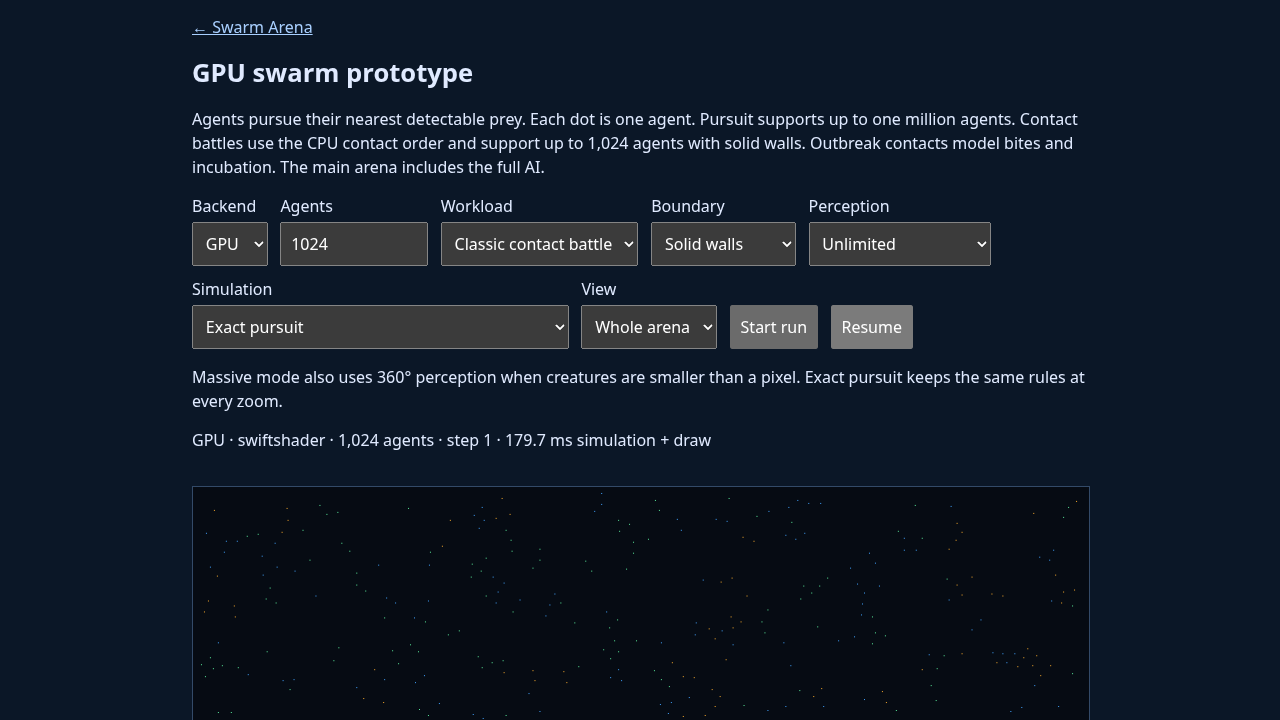 ← Swarm Arena
GPU swarm prototype
Agents pursue their nearest detectable prey. Each dot is one agent. Pursuit supports up to one million agents. Contact
battles use the CPU contact order and support up to 1,024 agents with solid walls. Outbreak contacts model bites and
incubation. The main arena includes the full AI.
Backend Agents Workload Boundary Perception
GPU 1024 Classic contact battle Solid walls Unlimited
Simulation View
Exact pursuit Whole arena Start run Resume
Massive mode also uses 360° perception when creatures are smaller than a pixel. Exact pursuit keeps the same rules at
every zoom.
GPU · swiftshader · 1,024 agents · step 1 · 179.7 ms simulation + draw